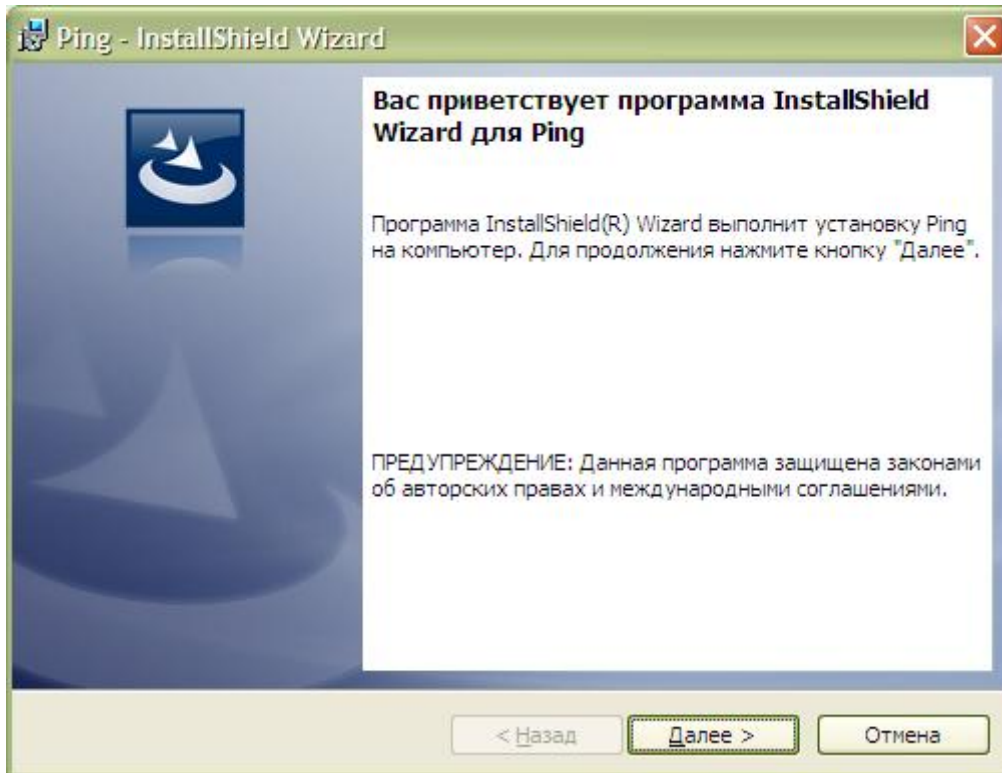 Ping - InstallShield Wizard
Вас приветствует программа InstallShield
Wizard для Ping
Программа InstallShield(R) Wizard выполнит установку Ping
на компьютер. Для продолжения нажмите кнопку "Далее".
ПРЕДУПРЕЖДЕНИЕ: Данная программа защищена законами
об авторских правах и международными соглашениями.
< Назад
Далее >
Отмена